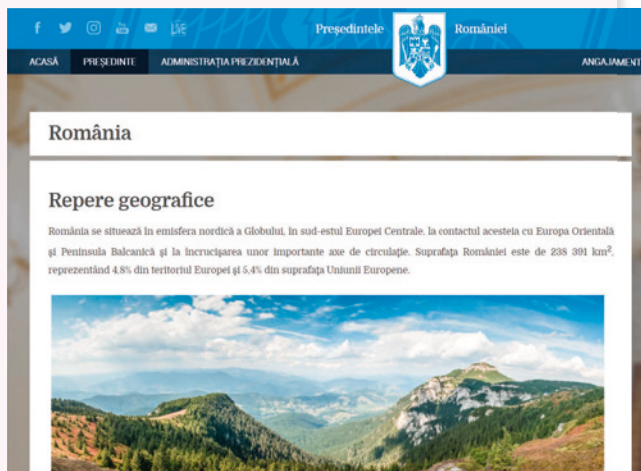 You Tube
LIVE
Președintele României
ACASĂ PREȘEDINTE ADMINISTRAȚIA PREZIDENȚIALĂ ANGAJAMENT
România
Repere geografice
România se situează în emisfera nordică a Globului, în sud-estul Europei Centrale, la contactul acesteia cu Europa Orientală
și Peninsula Balcanică și la încrucișarea unor importante axe de circulație. Suprafața României este de 238 391 km²,
reprezentând 4,8% din teritoriul Europei și 5,4% din suprafața Uniunii Europene.